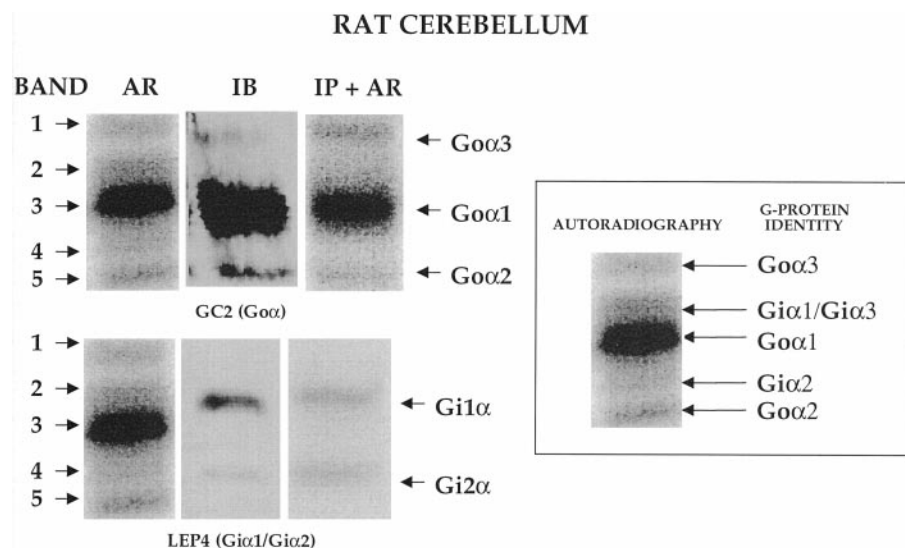 RAT CEREBELLUM
BAND AR IB IP + AR
1
2
3
4
5
Goα3
Goα1
Goα2
GC2 (Goα)
1
2
3
4
5
Gi1α
Gi2α
LEP4 (Giα1/Giα2)
AUTORADIOGRAPHY
G-PROTEIN
IDENTITY
Goα3
Giα1/Giα3
Goα1
Giα2
Goα2